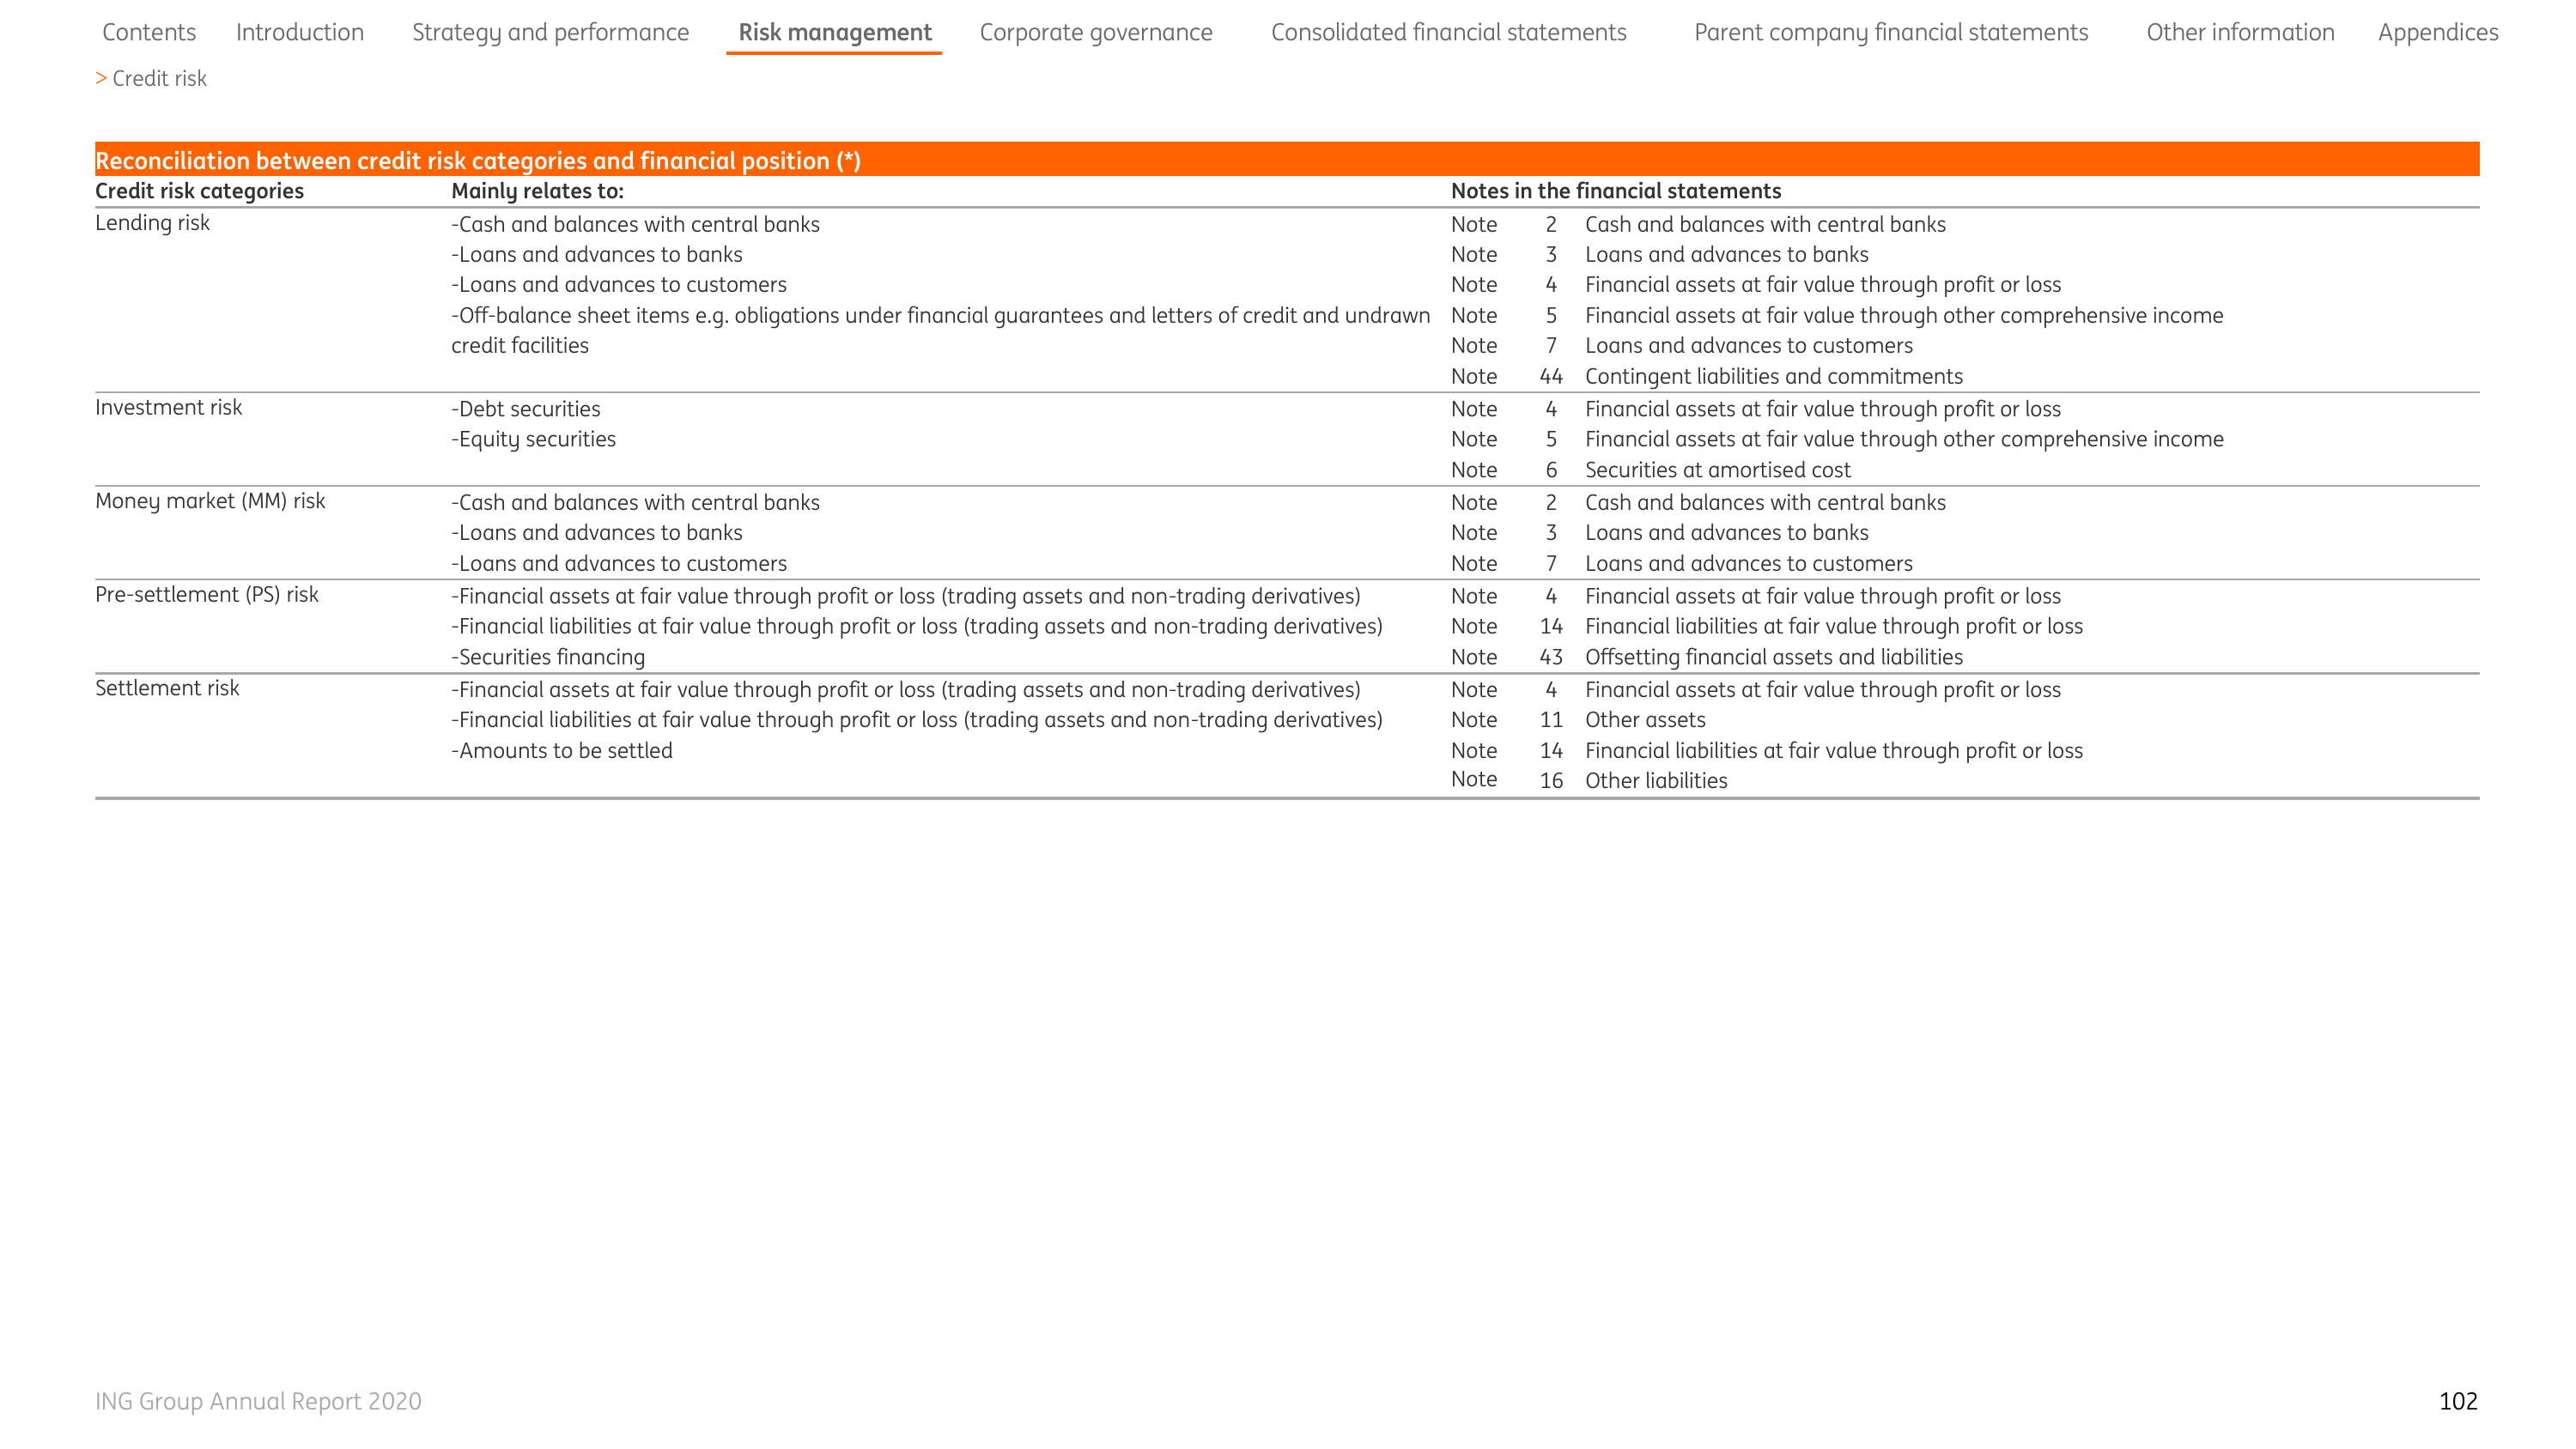 Contents Introduction Strategy and performance Risk management Corporate governance Consolidated financial statements Parent company financial statements Other information Appendices
> Credit risk
Reconciliation between credit risk categories and financial position (*)
Credit risk categories Mainly relates to: Notes in the financial statements
Lending risk -Cash and balances with central banks Note 2 Cash and balances with central banks
-Loans and advances to banks Note 3 Loans and advances to banks
-Loans and advances to customers Note 4 Financial assets at fair value through profit or loss
-Off-balance sheet items e.g. obligations under financial guarantees and letters of credit and undrawn Note 5 Financial assets at fair value through other comprehensive income
credit facilities Note 7 Loans and advances to customers
Note 44 Contingent liabilities and commitments
Investment risk -Debt securities Note 4 Financial assets at fair value through profit or loss
-Equity securities Note 5 Financial assets at fair value through other comprehensive income
Note 6 Securities at amortised cost
Money market (MM) risk -Cash and balances with central banks Note 2 Cash and balances with central banks
-Loans and advances to banks Note 3 Loans and advances to banks
-Loans and advances to customers Note 7 Loans and advances to customers
Pre-settlement (PS) risk -Financial assets at fair value through profit or loss (trading assets and non-trading derivatives) Note 4 Financial assets at fair value through profit or loss
-Financial liabilities at fair value through profit or loss (trading assets and non-trading derivatives) Note 14 Financial liabilities at fair value through profit or loss
-Securities financing Note 43 Offsetting financial assets and liabilities
Settlement risk -Financial assets at fair value through profit or loss (trading assets and non-trading derivatives) Note 4 Financial assets at fair value through profit or loss
-Financial liabilities at fair value through profit or loss (trading assets and non-trading derivatives) Note 11 Other assets
-Amounts to be settled Note 14 Financial liabilities at fair value through profit or loss
Note 16 Other liabilities
ING Group Annual Report 2020 102